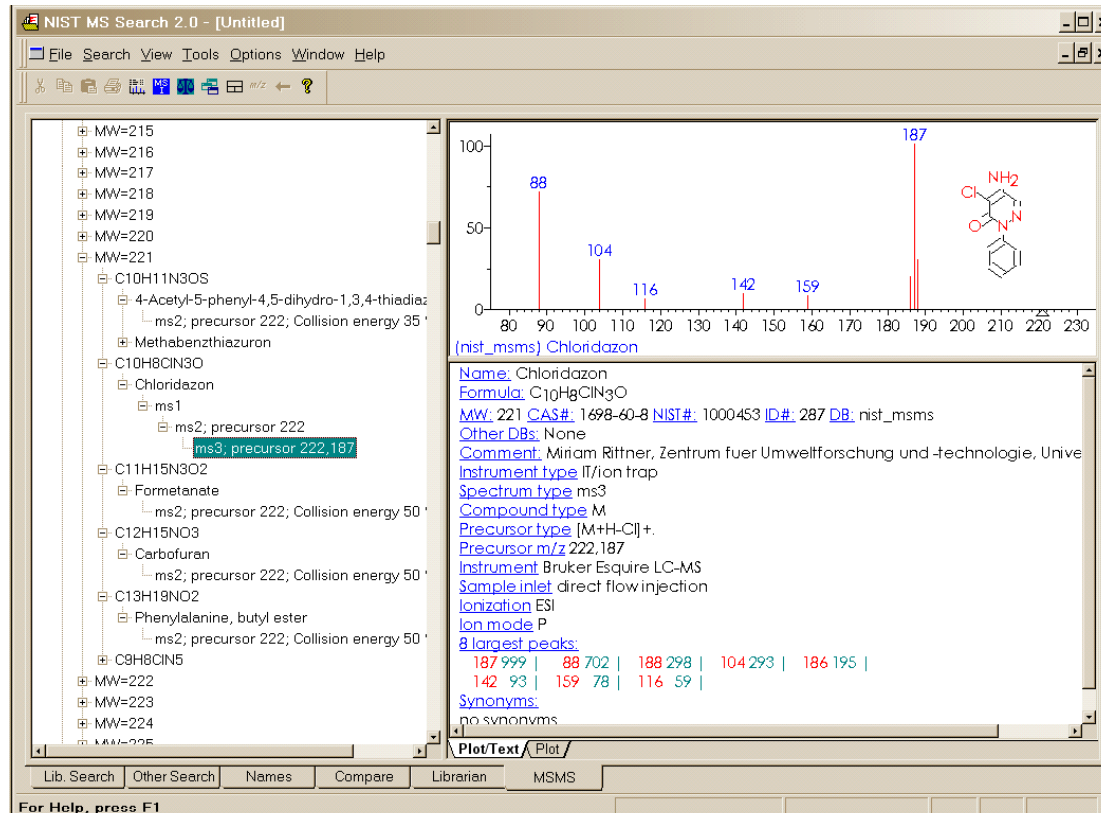 NIST MS Search 2.0 - [Untitled]
File Search View Tools Options Window Help
MS
m/z
MW=215
MW=216
MW=217
MW=218
MW=219
MW=220
MW=221
C10H11N3OS
4-Acetyl-5-phenyl-4,5-dihydro-1,3,4-thiadiaz
ms2; precursor 222; Collision energy 35
Methabenzthiazuron
C10H8ClN3O
Chloridazon
ms1
ms2; precursor 222
ms3; precursor 222,187
C11H15N3O2
Formetanate
ms2; precursor 222; Collision energy 50
C12H15NO3
Carbofuran
ms2; precursor 222; Collision energy 50
C13H19NO2
Phenylalanine, butyl ester
ms2; precursor 222; Collision energy 50
C9H8ClN5
MW=222
MW=223
MW=224
MW=225
100
50
0
88
104
116
142
159
187
NH2
Cl
N
O
N
80 90 100 110 120 130 140 150 160 170 180 190 200 210 220 230
(nist_msms) Chloridazon
Name: Chloridazon
Formula: C10H8ClN3O
MW: 221 CAS#: 1698-60-8 NIST#: 1000453 ID#: 287 DB: nist_msms
Other DBs: None
Comment: Miriam Rittner, Zentrum fuer Umweltforschung und -technologie, Unive
Instrument type IT/ion trap
Spectrum type ms3
Compound type M
Precursor type [M+H-Cl]+.
Precursor m/z 222,187
Instrument Bruker Esquire LC-MS
Sample inlet direct flow injection
Ionization ESI
Ion mode P
8 largest peaks:
187 999 | 88 702 | 188 298 | 104 293 | 186 195 |
142 93 | 159 78 | 116 59 |
Synonyms:
no synonyms
Plot/Text Plot
Lib. Search Other Search Names Compare Librarian MSMS
For Help, press F1